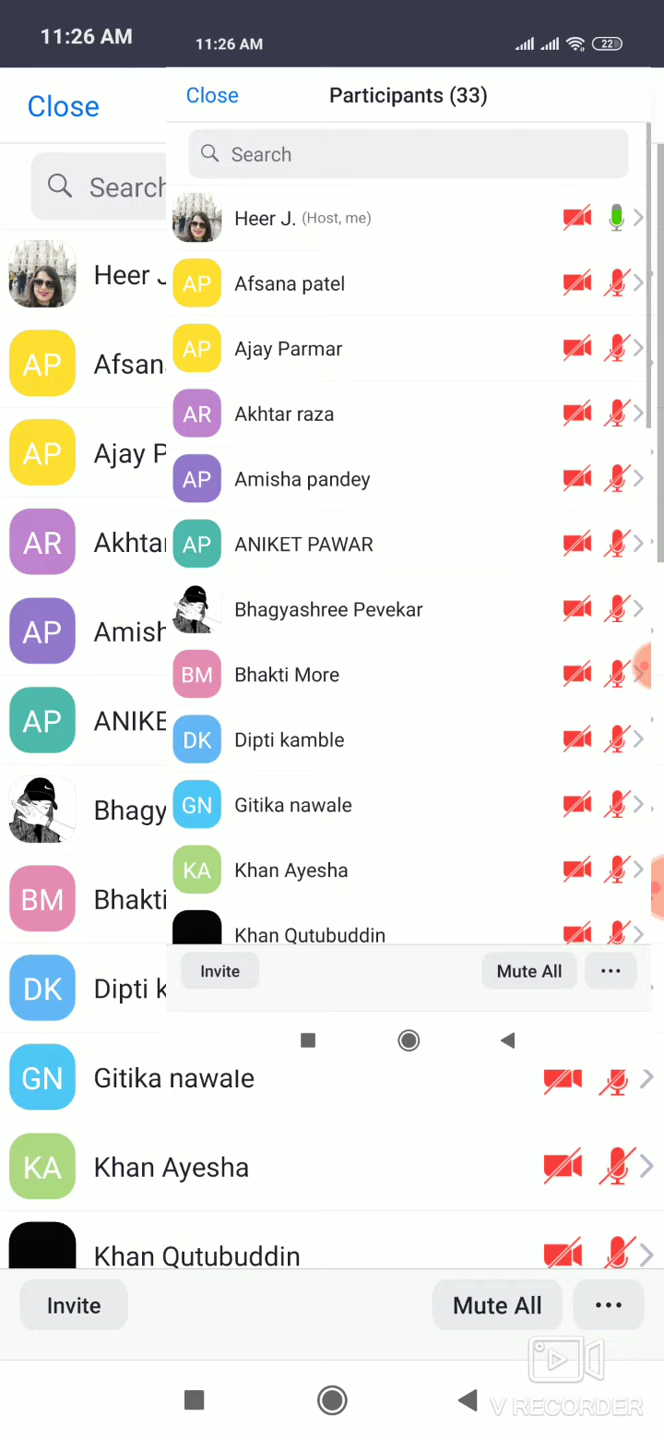 11:26 AM
11:26 AM
22
Close
Close
Participants (33)
Search
Search
Heer J. (Host, me)
Heer J
AP
Afsana patel
AP
Afsan
AP
Ajay Parmar
AP
Ajay P
AR
Akhtar raza
AR
Akhtar
AP
Amisha pandey
AP
Amish
AP
ANIKET PAWAR
AP
ANIKE
Bhagyashree Pevekar
Bhagy
BM
Bhakti More
BM
Bhakti
DK
Dipti kamble
DK
Dipti k
GN
Gitika nawale
KA
Khan Ayesha
Khan Qutubuddin
Invite
Mute All
GN
Gitika nawale
KA
Khan Ayesha
Khan Qutubuddin
Invite
Mute All
V RECORDER